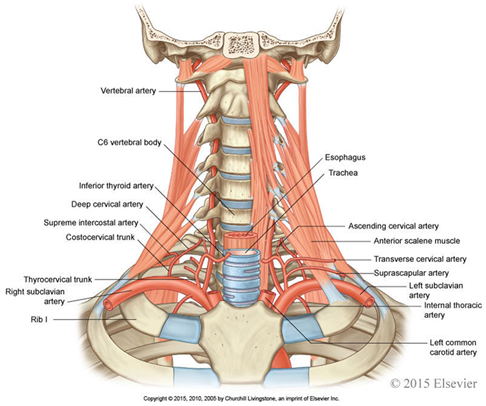 Vertebral artery
C6 vertebral body
Esophagus
Trachea
Inferior thyroid artery
Deep cervical artery
Supreme intercostal artery
Costocervical trunk
Ascending cervical artery
Anterior scalene muscle
Transverse cervical artery
Suprascapular artery
Thyrocervical trunk
Right subclavian
artery
Left subclavian
artery
Internal thoracic
artery
Rib I
Left common
carotid artery
© 2015 Elsevier
Copyright © 2015, 2010, 2005 by Churchill Livingstone, an imprint of Elsevier Inc.